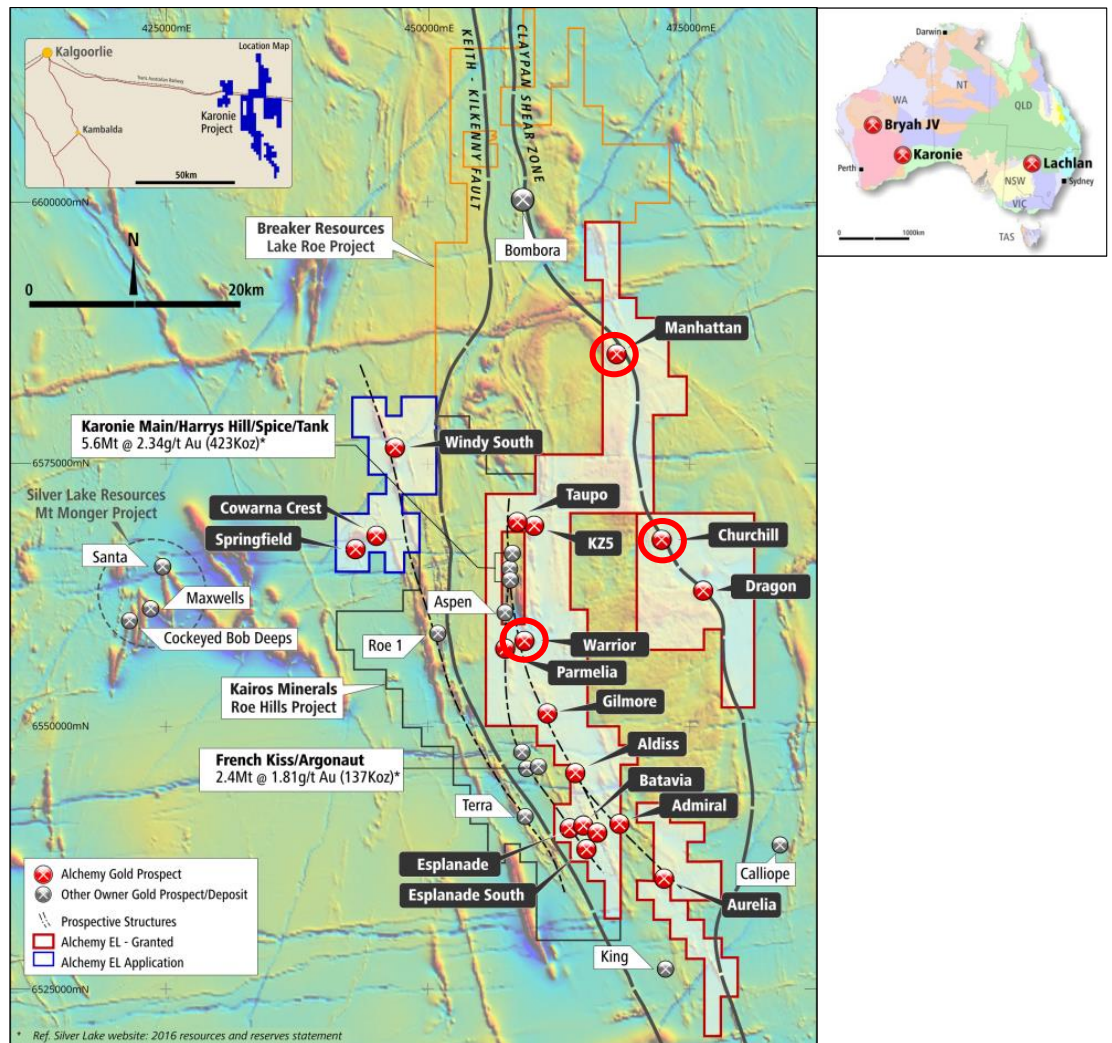 425000mE
450000mE
475000mE
Kalgoorlie
Location Map
Trans Australian Railway
Karonie
Project
Kambalda
50km
KEITH - KILKENNY FAULT
CLAYPAN SHEAR ZONE
Darwin
NT
WA
QLD
Bryah JV
Karonie
Lachlan
Perth
NSW
Sydney
VIC
TAS
0
1000km
6600000mN
Breaker Resources
Lake Roe Project
Bombora
N
0
20km
Manhattan
Karonie Main/Harrys Hill/Spice/Tank
5.6Mt @ 2.34g/t Au (423Koz)*
Windy South
6575000mN
Silver Lake Resources
Mt Monger Project
Taupo
Cowarna Crest
Springfield
KZ5
Churchill
Santa
Dragon
Maxwells
Aspen
Cockeyed Bob Deeps
Roe 1
Warrior
Parmelia
Kairos Minerals
Roe Hills Project
Gilmore
6550000mN
French Kiss/Argonaut
2.4Mt @ 1.81g/t Au (137Koz)*
Aldiss
Batavia
Terra
Admiral
Esplanade
Calliope
Esplanade South
Aurelia
King
Alchemy Gold Prospect
Other Owner Gold Prospect/Deposit
Prospective Structures
Alchemy EL - Granted
Alchemy EL Application
6525000mN
* Ref. Silver Lake website: 2016 resources and reserves statement